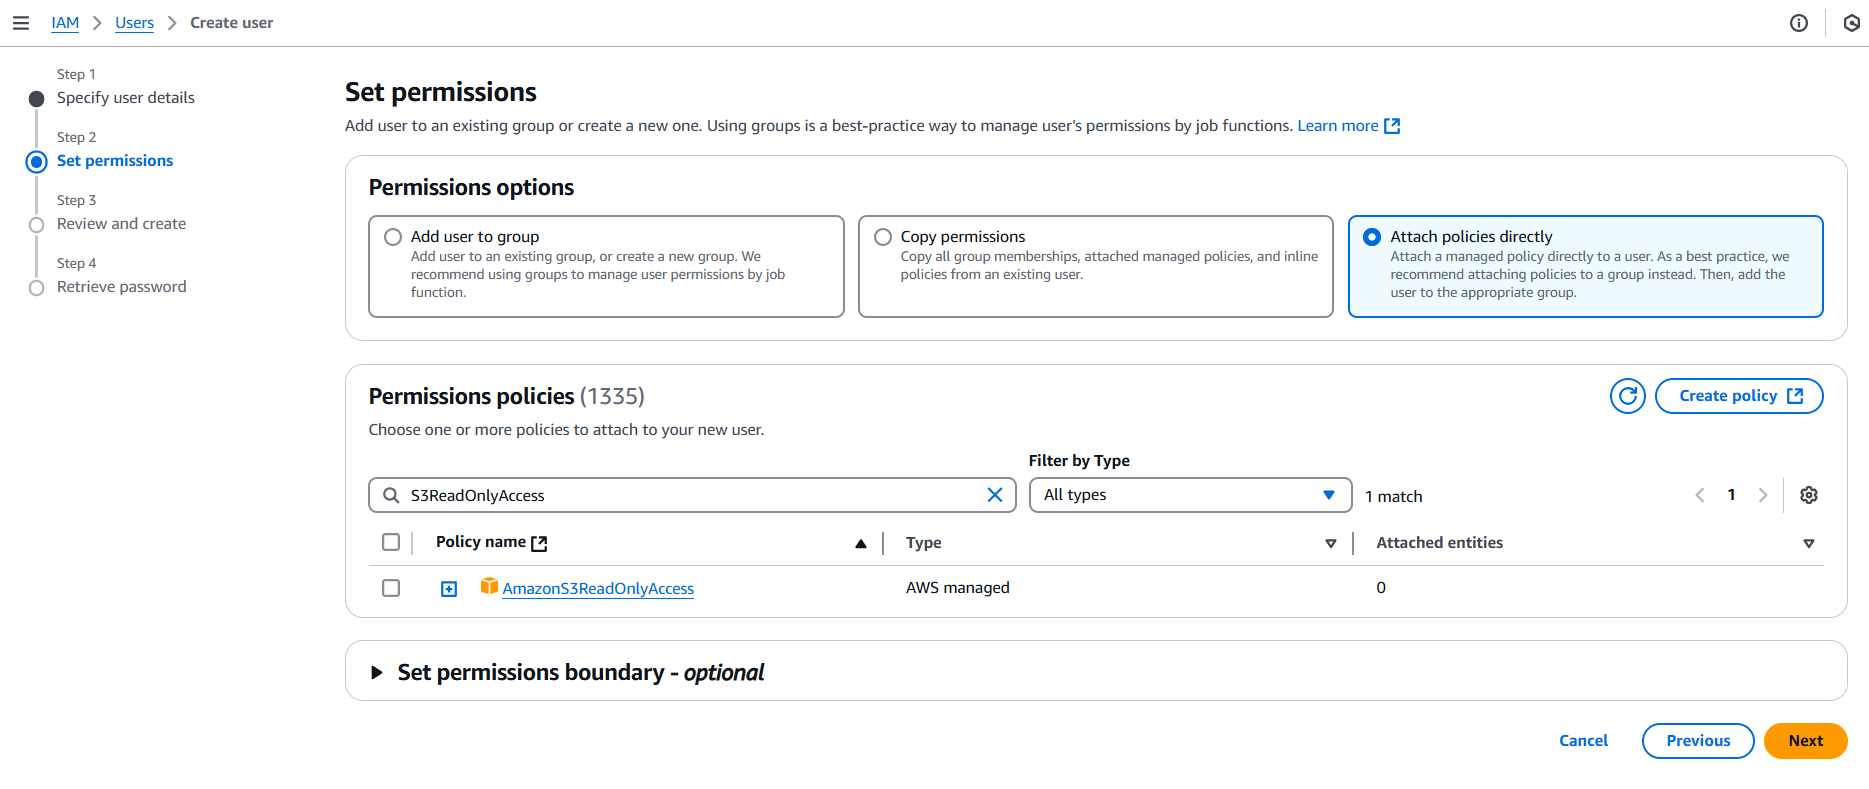 IAM > Users > Create user
Step 1
Specify user details
Step 2
Set permissions
Step 3
Review and create
Step 4
Retrieve password
Set permissions
Add user to an existing group or create a new one. Using groups is a best-practice way to manage user's permissions by job functions. Learn more
Permissions options
Add user to group
Add user to an existing group, or create a new group. We
recommend using groups to manage user permissions by job
function.
Copy permissions
Copy all group memberships, attached managed policies, and inline
policies from an existing user.
Attach policies directly
Attach a managed policy directly to a user. As a best practice, we
recommend attaching policies to a group instead. Then, add the
user to the appropriate group.
Permissions policies (1335)
Create policy
Choose one or more policies to attach to your new user.
Filter by Type
S3ReadOnlyAccess
All types
1 match
1
Policy name
Type
Attached entities
AmazonS3ReadOnlyAccess
AWS managed
0
Set permissions boundary - optional
Cancel
Previous
Next